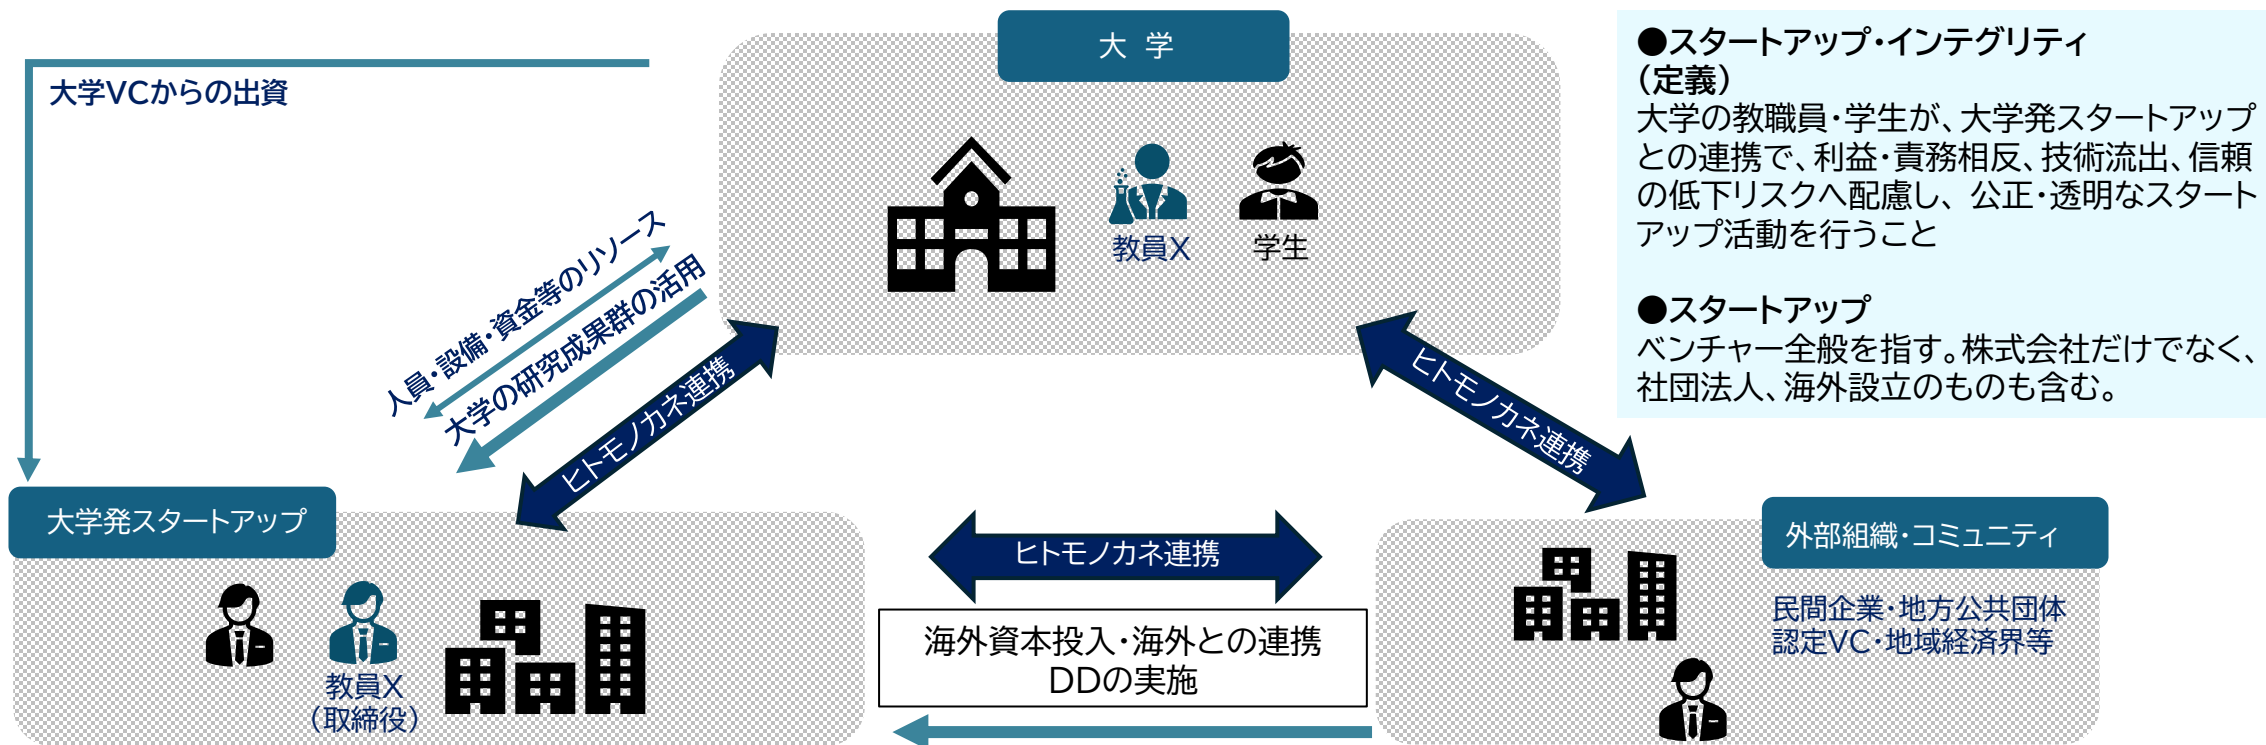 大 学
●スタートアップ・インテグリティ
（定義）
大学の教職員・学生が、大学発スタートアップ
との連携で、利益・責務相反、技術流出、信頼
の低下リスクへ配慮し、 公正・透明なスタート
アップ活動を行うこと
●スタートアップ
ベンチャー全般を指す。株式会社だけでなく、
社団法人、海外設立のものも含む。
大学VCからの出資
教員X
学生
人員・設備・資金等のリソース
大学の研究成果群の活用
ヒトモノカネ連携
ヒトモノカネ連携
大学発スタートアップ
教員X
（取締役）
ヒトモノカネ連携
海外資本投入・海外との連携
DDの実施
外部組織・コミュニティ
民間企業・地方公共団体
認定VC・地域経済界等